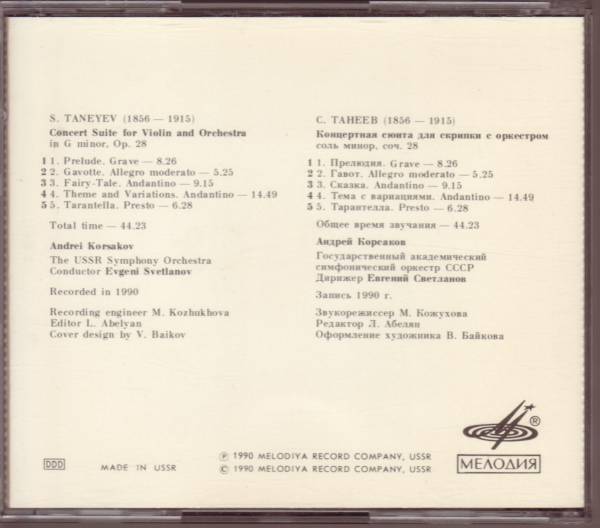 S. TANEYEV (1856 — 1915)
Concert Suite for Violin and Orchestra
in G minor, Op. 28
1 1. Prelude. Grave — 8.26
2 2. Gavotte. Allegro moderato — 5.25
3 3. Fairy-Tale. Andantino — 9.15
4 4. Theme and Variations. Andantino — 14.49
5 5. Tarantella. Presto — 6.28
Total time — 44.23
Andrei Korsakov
The USSR Symphony Orchestra
Conductor Evgeni Svetlanov
Recorded in 1990
Recording engineer M. Kozhukhova
Editor L. Abelyan
Cover design by V. Baikov
С. ТАНЕЕВ (1856 — 1915)
Концертная сюита для скрипки с оркестром
соль минор, соч. 28
1 1. Прелюдия. Grave — 8.26
2 2. Гавот. Allegro moderato — 5.25
3 3. Сказка. Andantino — 9.15
4 4. Тема с вариациями. Andantino — 14.49
5 5. Тарантелла. Presto — 6.28
Общее время звучания — 44.23
Андрей Корсаков
Государственный академический
симфонический оркестр СССР
Дирижер Евгений Светланов
Запись 1990 г.
Звукорежиссер М. Кожухова
Редактор Л. Абелян
Оформление художника В. Байкова
DDD
MADE IN USSR
℗ 1990 MELODIYA RECORD COMPANY, USSR
© 1990 MELODIYA RECORD COMPANY, USSR
®
МЕЛОДИЯ